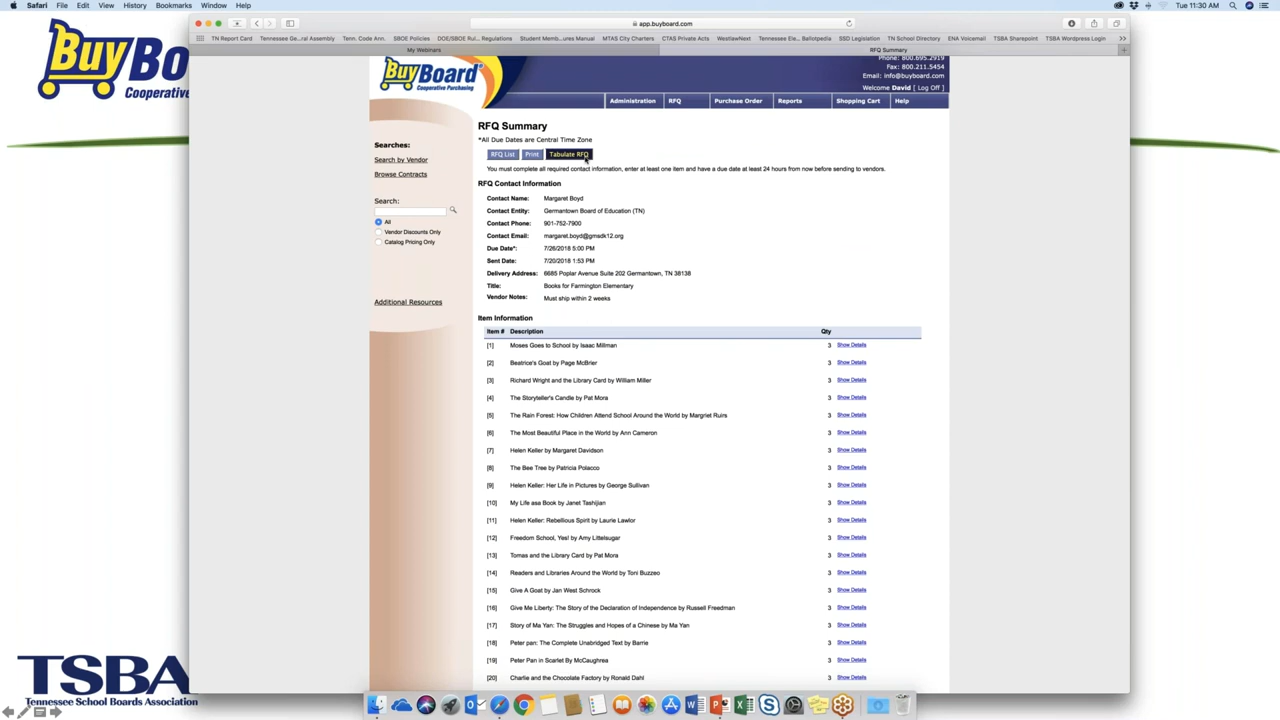 Safari File Edit View History Bookmarks Window Help Tue 11:30 AM
app.buyboard.com
TN Report Card Tennessee General Assembly Tenn. Code Ann. SBOE Policies DOE/SBOE Rul... Regulations Student Mem...ures Manual MTAS City Charters CTAS Private Acts WestlawNext Tennessee Ele... Ballotpedia SSD Legislation TN School Directory ENA Voicemail TSBA Sharepoint TSBA Wordpress Login
My Webinars RFQ Summary
BuyBo
Cooperative
BuyBoard
Cooperative Purchasing
Phone: 800.695.2919
Fax: 800.211.5454
Email: info@buyboard.com
Welcome David [ Log Off ]
Administration RFQ Purchase Order Reports Shopping Cart Help
Searches:
Search by Vendor
Browse Contracts
Search:
All
Vendor Discounts Only
Catalog Pricing Only
Additional Resources
RFQ Summary
*All Due Dates are Central Time Zone
RFQ List Print Tabulate RFQ
You must complete all required contact information, enter at least one item and have a due date at least 24 hours from now before sending to vendors.
RFQ Contact Information
Contact Name: Margaret Boyd
Contact Entity: Germantown Board of Education (TN)
Contact Phone: 901-752-7900
Contact Email: margaret.boyd@gmsdk12.org
Due Date*: 7/26/2018 5:00 PM
Sent Date: 7/20/2018 1:53 PM
Delivery Address: 6685 Poplar Avenue Suite 202 Germantown, TN 38138
Title: Books for Farmington Elementary
Vendor Notes: Must ship within 2 weeks
Item Information
Item # Description Qty
[1] Moses Goes to School by Isaac Millman 3 Show Details
[2] Beatrice's Goat by Page McBrier 3 Show Details
[3] Richard Wright and the Library Card by William Miller 3 Show Details
[4] The Storyteller's Candle by Pat Mora 3 Show Details
[5] The Rain Forest: How Children Attend School Around the World by Margriet Ruirs 3 Show Details
[6] The Most Beautiful Place in the World by Ann Cameron 3 Show Details
[7] Helen Keller by Margaret Davidson 3 Show Details
[8] The Bee Tree by Patricia Polacco 3 Show Details
[9] Helen Keller: Her Life in Pictures by George Sullivan 3 Show Details
[10] My Life asa Book by Janet Tashijian 3 Show Details
[11] Helen Keller: Rebellious Spirit by Laurie Lawlor 3 Show Details
[12] Freedom School, Yes! by Amy Littelsugar 3 Show Details
[13] Tomas and the Library Card by Pat Mora 3 Show Details
[14] Readers and Libraries Around the World by Toni Buzzeo 3 Show Details
[15] Give A Goat by Jan West Schrock 3 Show Details
[16] Give Me Liberty: The Story of the Declaration of Independence by Russell Freedman 3 Show Details
[17] Story of Ma Yan: The Struggles and Hopes of a Chinese by Ma Yan 3 Show Details
[18] Peter pan: The Complete Unabridged Text by Barrie 3 Show Details
[19] Peter Pan in Scarlet By McCaughrea 3 Show Details
[20] Charlie and the Chocolate Factory by Ronald Dahl 3 Show Details
TSBA
Tennessee School Boards Association